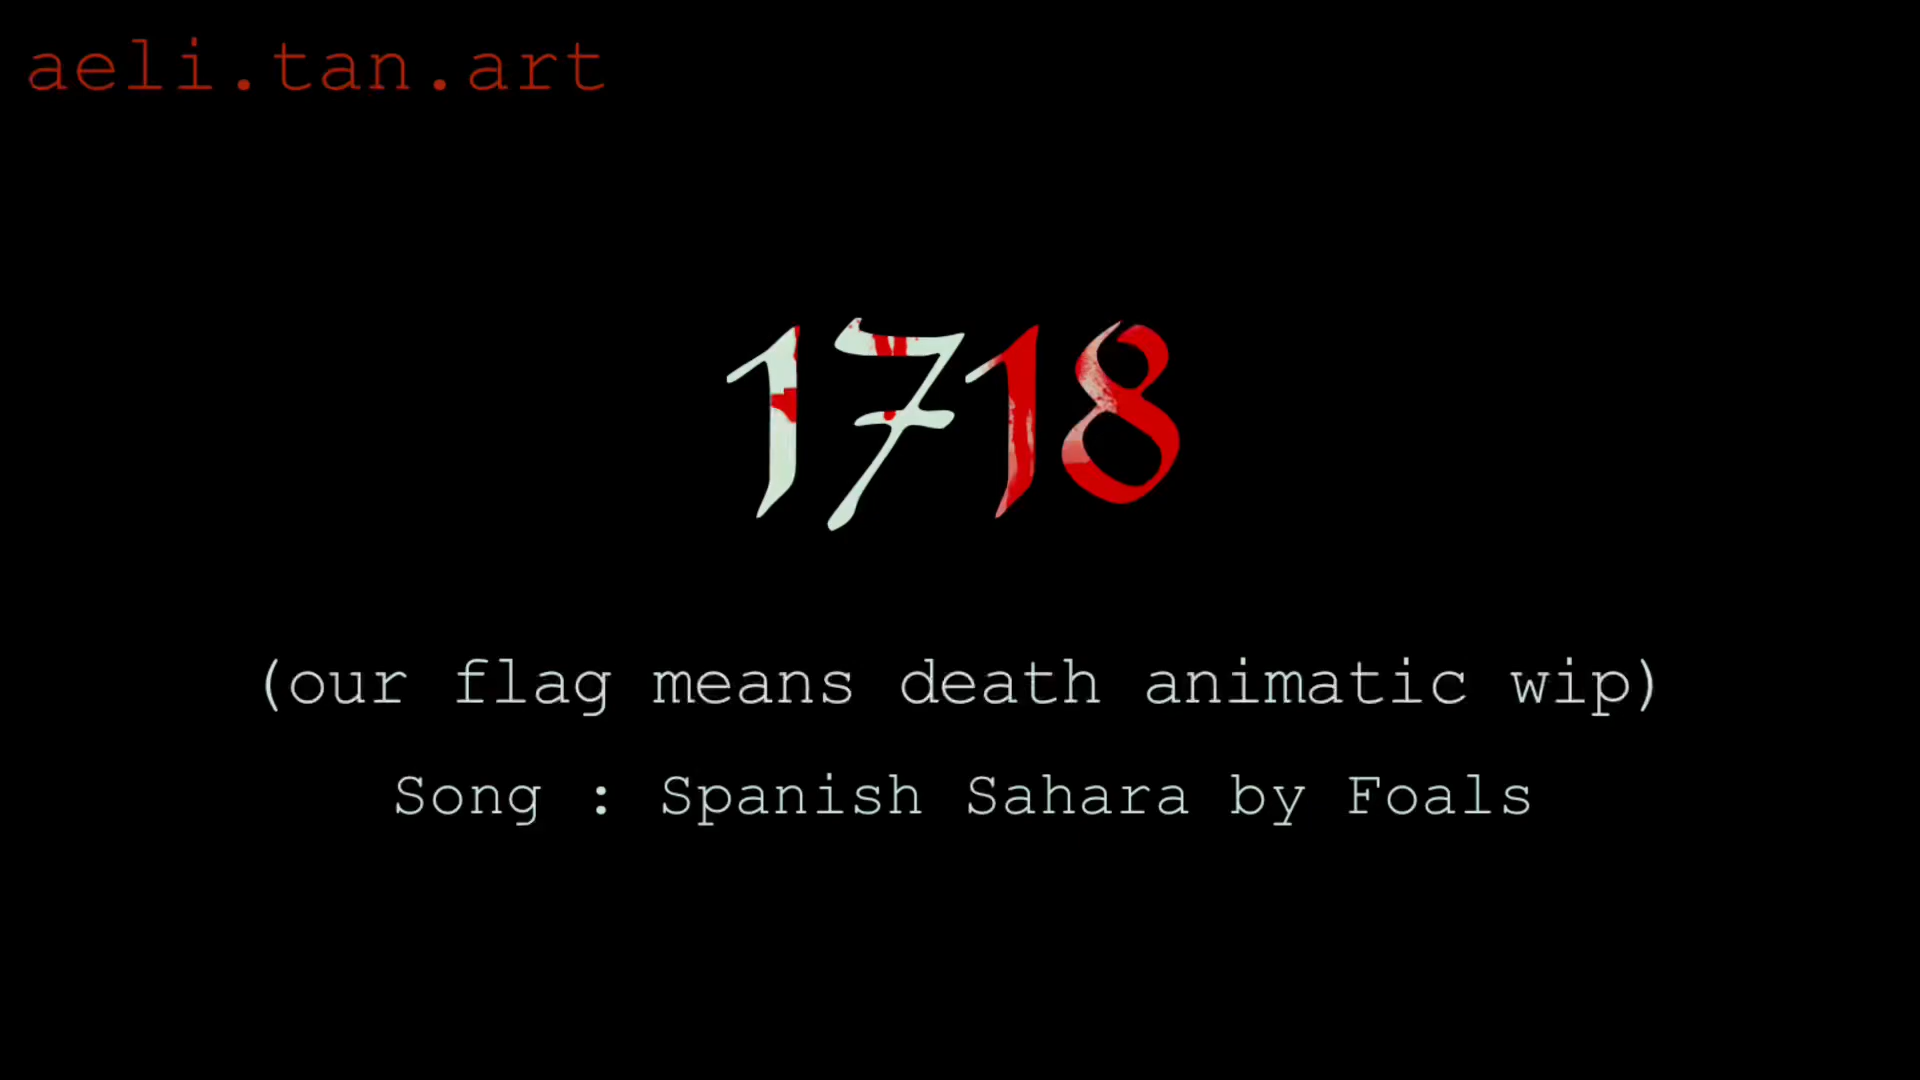 aeli.tan.art
1718
(our flag means death animatic wip)
Song : Spanish Sahara by Foals